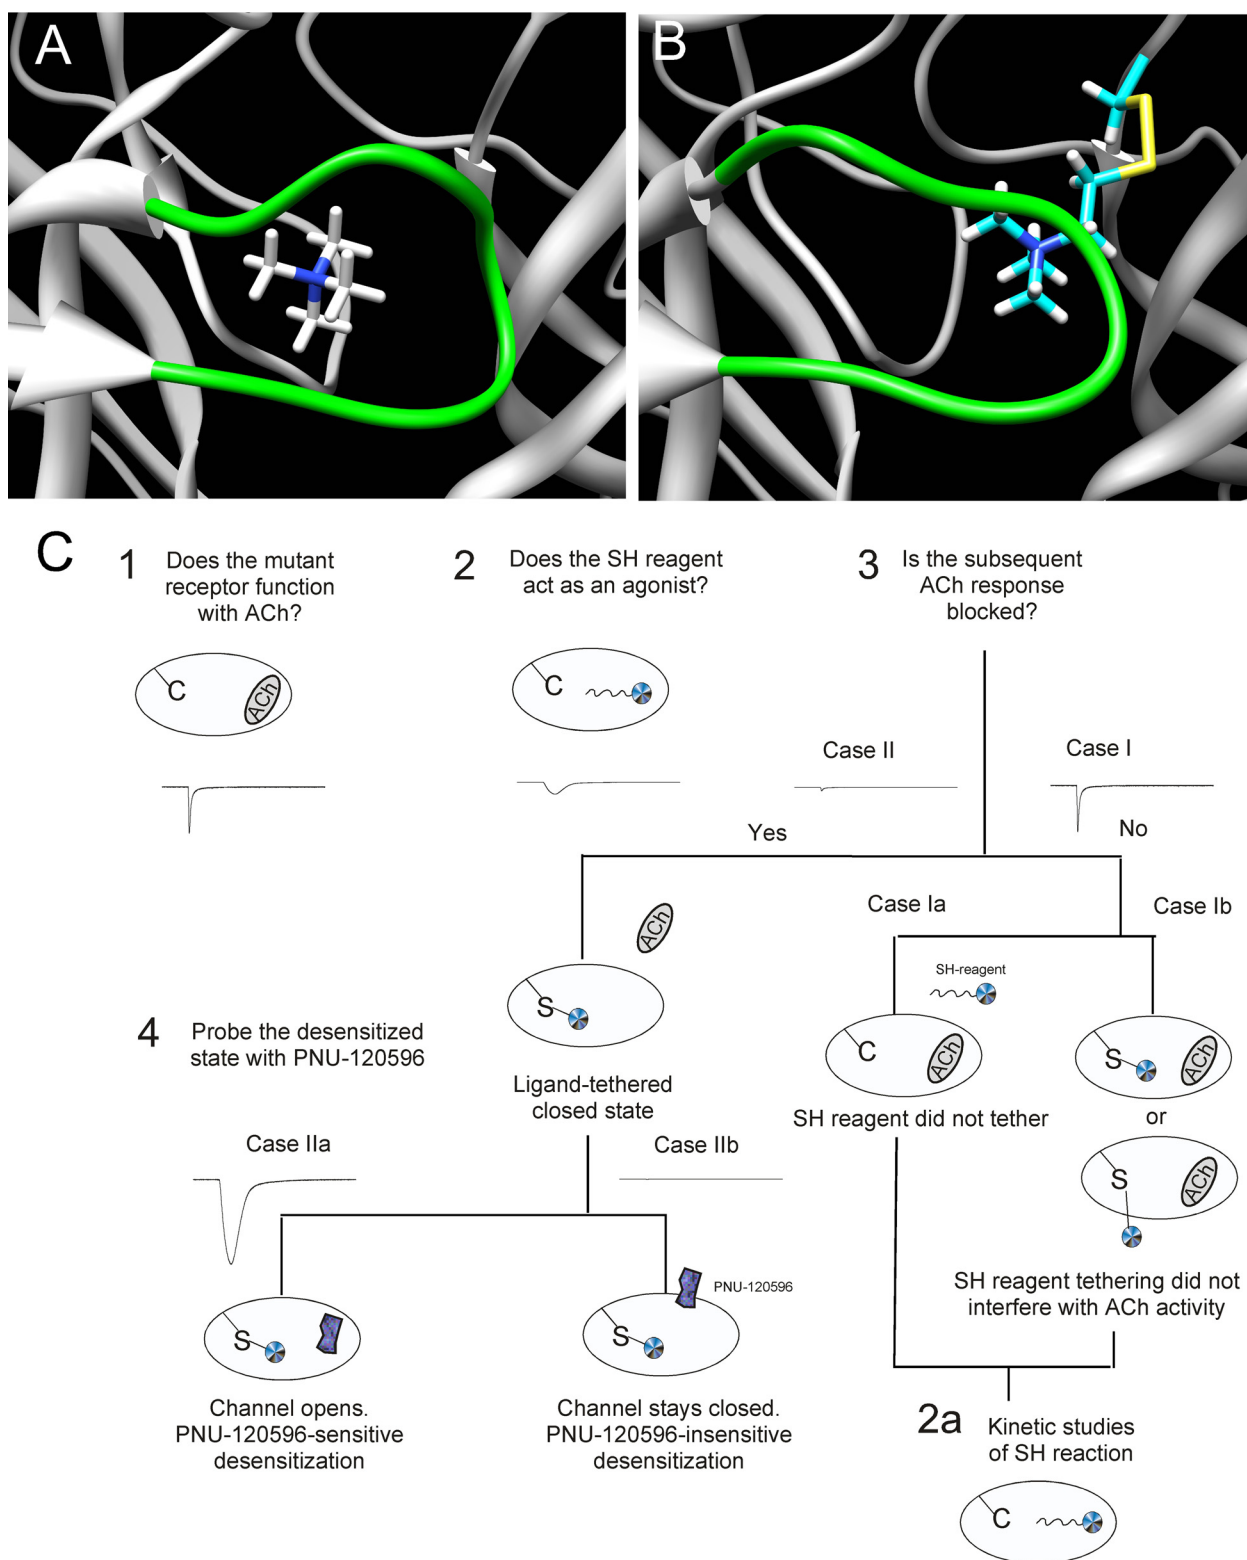 A
B
C
1
Does the mutant
receptor function
with ACh?
C
ACh
2
Does the SH reagent
act as an agonist?
C
3
Is the subsequent
ACh response
blocked?
Case II
Case I
Yes
No
ACh
S
Ligand-tethered
closed state
Case Ia
Case Ib
SH-reagent
C
ACh
SH reagent did not tether
S
ACh
or
S
ACh
SH reagent tethering did not
interfere with ACh activity
4
Probe the desensitized
state with PNU-120596
Case IIa
Case IIb
S
Channel opens.
PNU-120596-sensitive
desensitization
PNU-120596
S
Channel stays closed.
PNU-120596-insensitive
desensitization
2a
Kinetic studies
of SH reaction
C